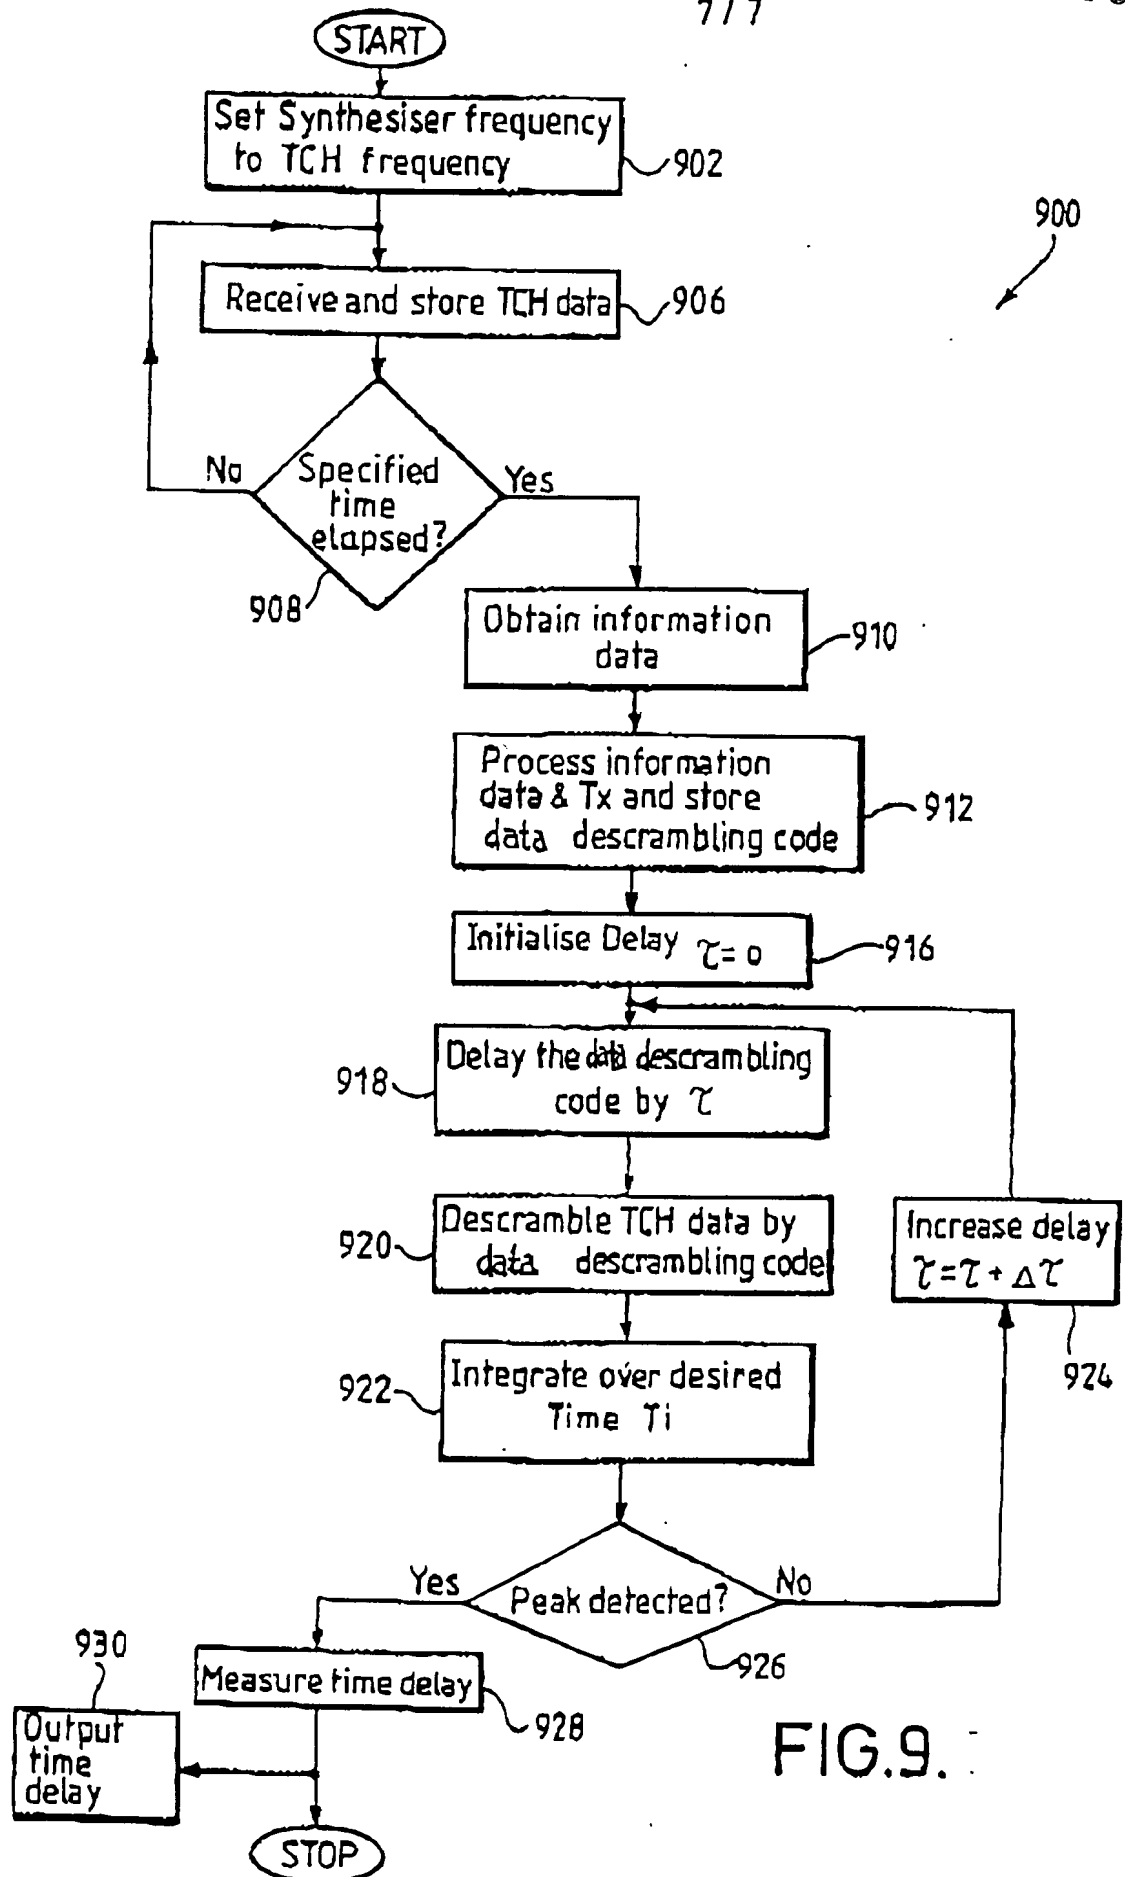 7/7
START
Set Synthesiser frequency
to TCH frequency
902
900
Receive and store TCH data
906
No
Specified
time
elapsed?
Yes
908
Obtain information
data
910
Process information
data & Tx and store
data descrambling code
912
Initialise Delay τ= 0
916
Delay the data descrambling
code by τ
918
Descramble TCH data by
data descrambling code
920
Increase delay
τ=τ+ Δτ
924
Integrate over desired
Time Ti
922
Yes
Peak detected?
No
926
930
Measure time delay
928
Output
time
delay
FIG.9.
STOP